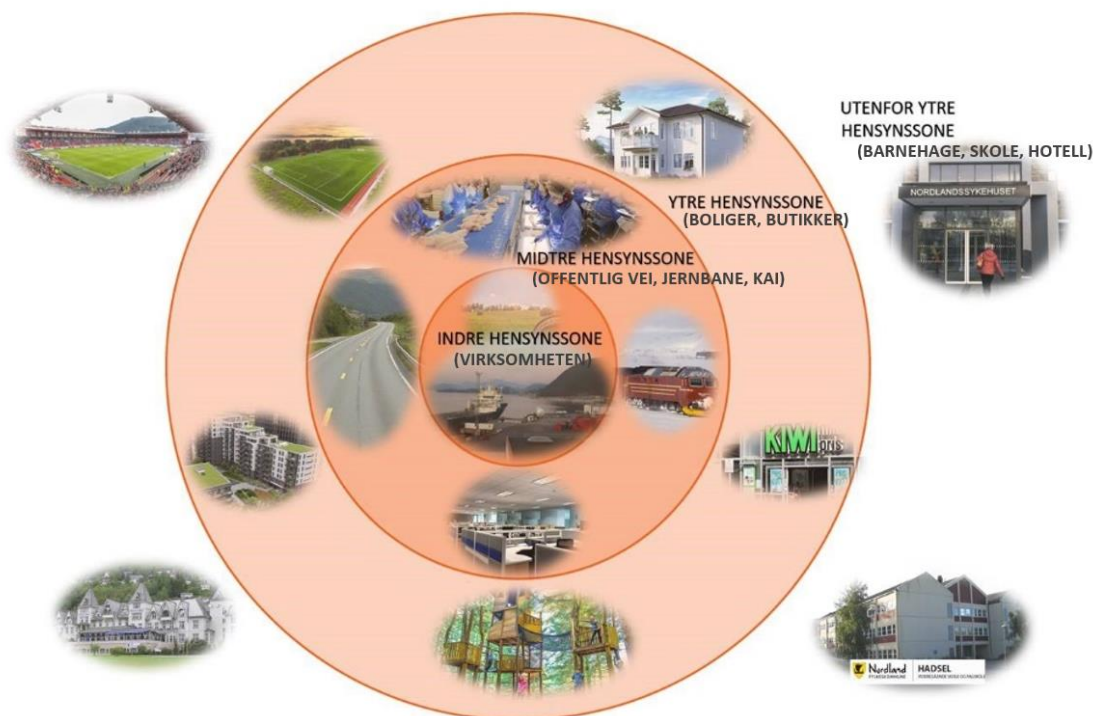 UTENFOR YTRE
HENSYNSSONE
(BARNEHAGE, SKOLE, HOTELL)
NORDLANDSSYKEHUSET
YTRE HENSYNSSONE
(BOLIGER, BUTIKKER)
MIDTRE HENSYNSSONE
(OFFENTLIG VEI, JERNBANE, KAI)
INDRE HENSYNSSONE
(VIRKSOMHETEN)
KIWI
Nordland
FYLKESKOMMUNE
HADSEL